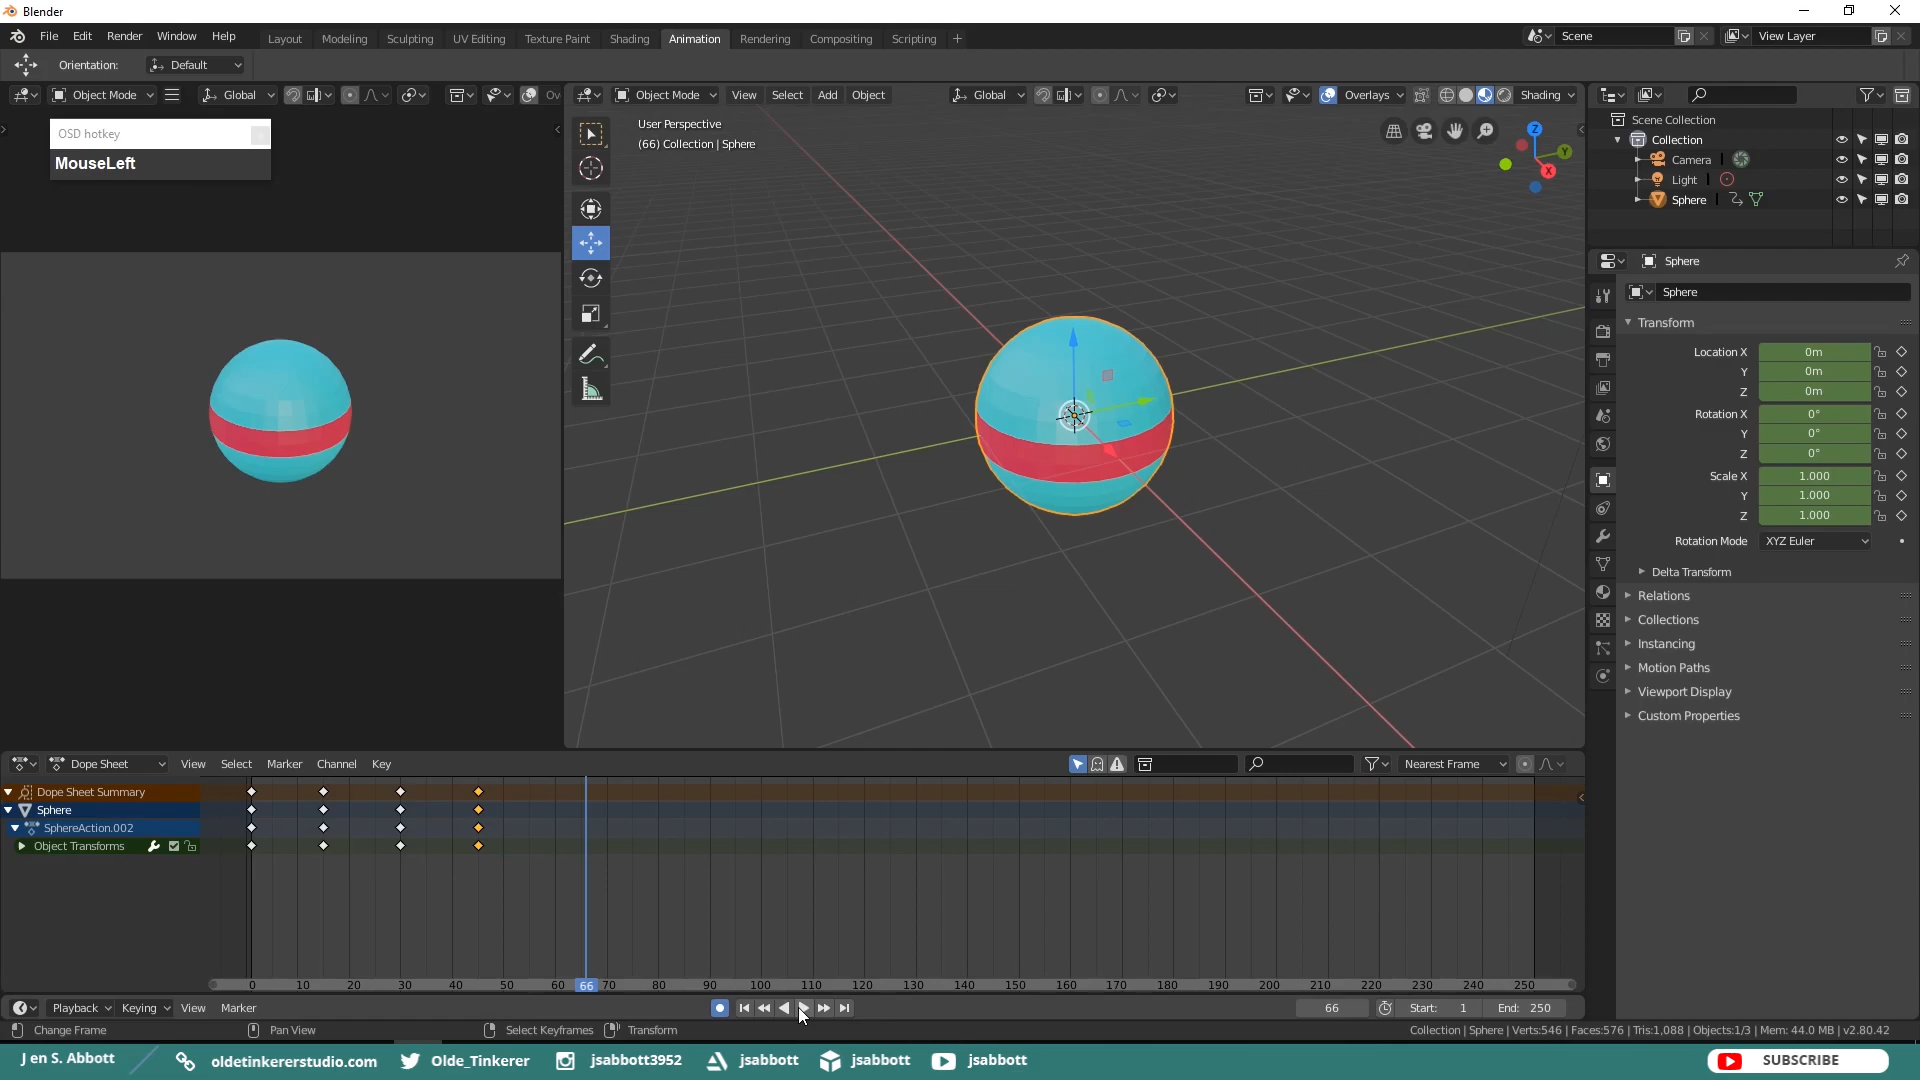 Blender
File Edit Render Window Help Layout Modeling Sculpting UV Editing Texture Paint Shading Animation Rendering Compositing Scripting + Scene View Layer
Orientation: Default
Object Mode Global Ov
Object Mode View Select Add Object Global Overlays Shading
OSD hotkey
MouseLeft
User Perspective
(66) Collection | Sphere
Z
Y
X
Scene Collection
Collection
Camera
Light
Sphere
Sphere
Sphere
Transform
Location X 0m
Y 0m
Z 0m
Rotation X 0°
Y 0°
Z 0°
Scale X 1.000
Y 1.000
Z 1.000
Rotation Mode XYZ Euler
Delta Transform
Relations
Collections
Instancing
Motion Paths
Viewport Display
Custom Properties
Dope Sheet View Select Marker Channel Key Nearest Frame
Dope Sheet Summary
Sphere
SphereAction.002
Object Transforms
0 10 20 30 40 50 60 66 70 80 90 100 110 120 130 140 150 160 170 180 190 200 210 220 230 240 250
Playback Keying View Marker 66 Start: 1 End: 250
Change Frame Pan View Select Keyframes Transform Collection | Sphere | Verts:546 | Faces:576 | Tris:1,088 | Objects:1/3 | Mem: 44.0 MB | v2.80.42
J en S. Abbott oldetinkererstudio.com Olde_Tinkerer jsabbott3952 jsabbott jsabbott jsabbott SUBSCRIBE